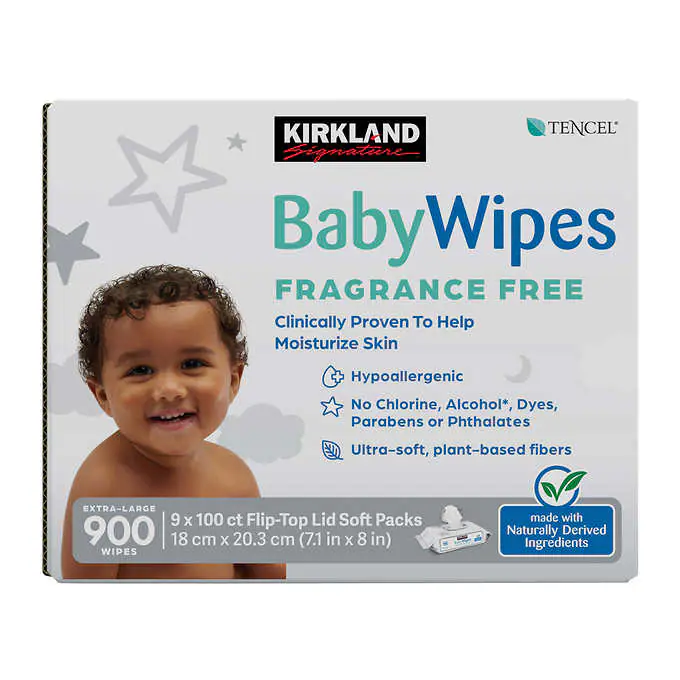 KIRKLAND
Signature
TENCEL®
BabyWipes
FRAGRANCE FREE
Clinically Proven To Help
Moisturize Skin
Hypoallergenic
No Chlorine, Alcohol*, Dyes,
Parabens or Phthalates
Ultra-soft, plant-based fibers
EXTRA-LARGE
900
WIPES
9 x 100 ct Flip-Top Lid Soft Packs
18 cm x 20.3 cm (7.1 in x 8 in)
made with
Naturally Derived
Ingredients